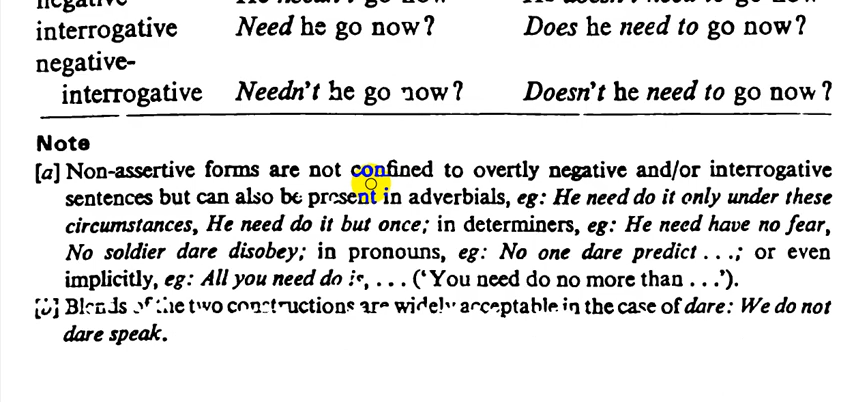 negative
interrogative Need he go now? Does he need to go now?
negative-
interrogative Needn't he go now? Doesn't he need to go now?
Note
[a] Non-assertive forms are not confined to overtly negative and/or interrogative
sentences but can also be present in adverbials, eg: He need do it only under these
circumstances, He need do it but once; in determiners, eg: He need have no fear,
No soldier dare disobey; in pronouns, eg: No one dare predict ...; or even
implicitly, eg: All you need do is, ... ('You need do no more than ...').
[b] Blends of the two constructions are widely acceptable in the case of dare: We do not
dare speak.